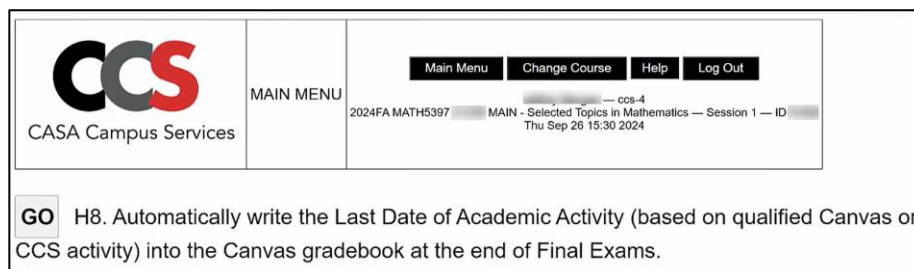 CCS
CASA Campus Services
MAIN MENU
Main Menu Change Course Help Log Out
— ccs-4
2024FA MATH5397 MAIN - Selected Topics in Mathematics — Session 1 — ID
Thu Sep 26 15:30 2024
GO H8. Automatically write the Last Date of Academic Activity (based on qualified Canvas or
CCS activity) into the Canvas gradebook at the end of Final Exams.